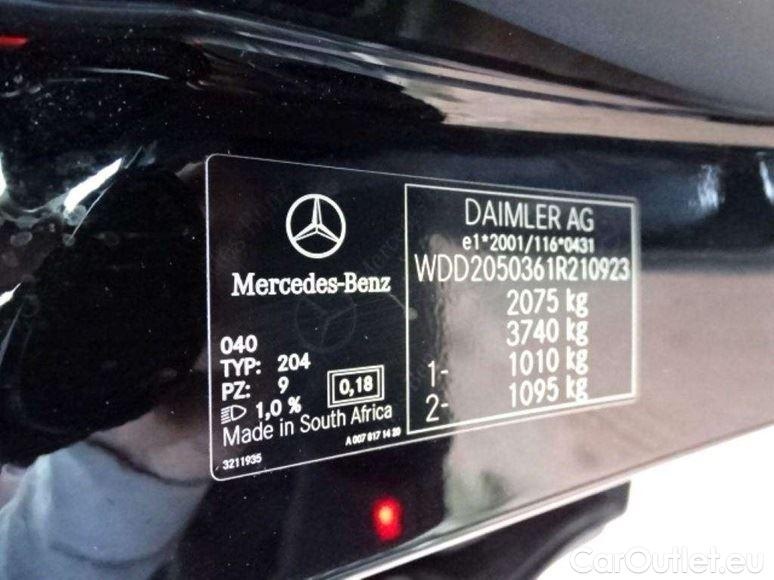 DAIMLER AG
e1*2001/116*0431
WDD2050361R210923
2075 kg
3740 kg
1- 1010 kg
2- 1095 kg
Mercedes-Benz
040
TYP: 204
PZ: 9
0,18
1,0 %
Made in South Africa
A 007 817 14 20
3211935
CarOutlet.eu